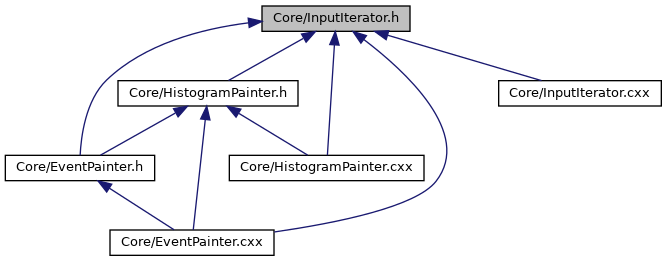 Core/InputIterator.h
Core/HistogramPainter.h
Core/InputIterator.cxx
Core/EventPainter.h
Core/HistogramPainter.cxx
Core/EventPainter.cxx